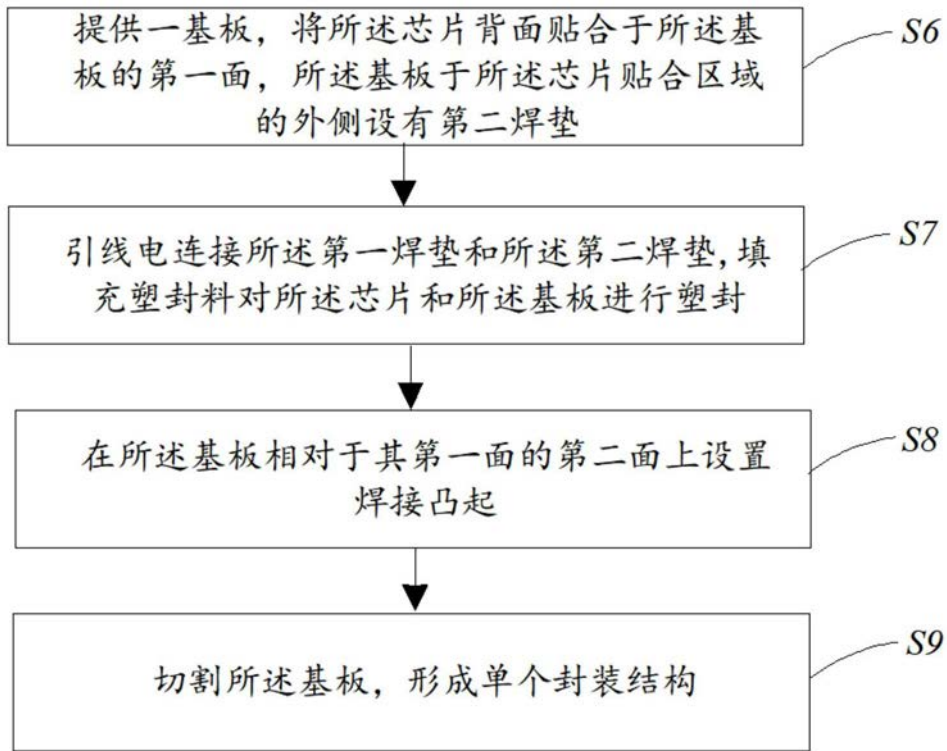 提供一基板，将所述芯片背面贴合于所述基
板的第一面，所述基板于所述芯片贴合区域
的外侧设有第二焊垫
S6
引线电连接所述第一焊垫和所述第二焊垫,填
充塑封料对所述芯片和所述基板进行塑封
S7
在所述基板相对于其第一面的第二面上设置
焊接凸起
S8
切割所述基板，形成单个封装结构
S9